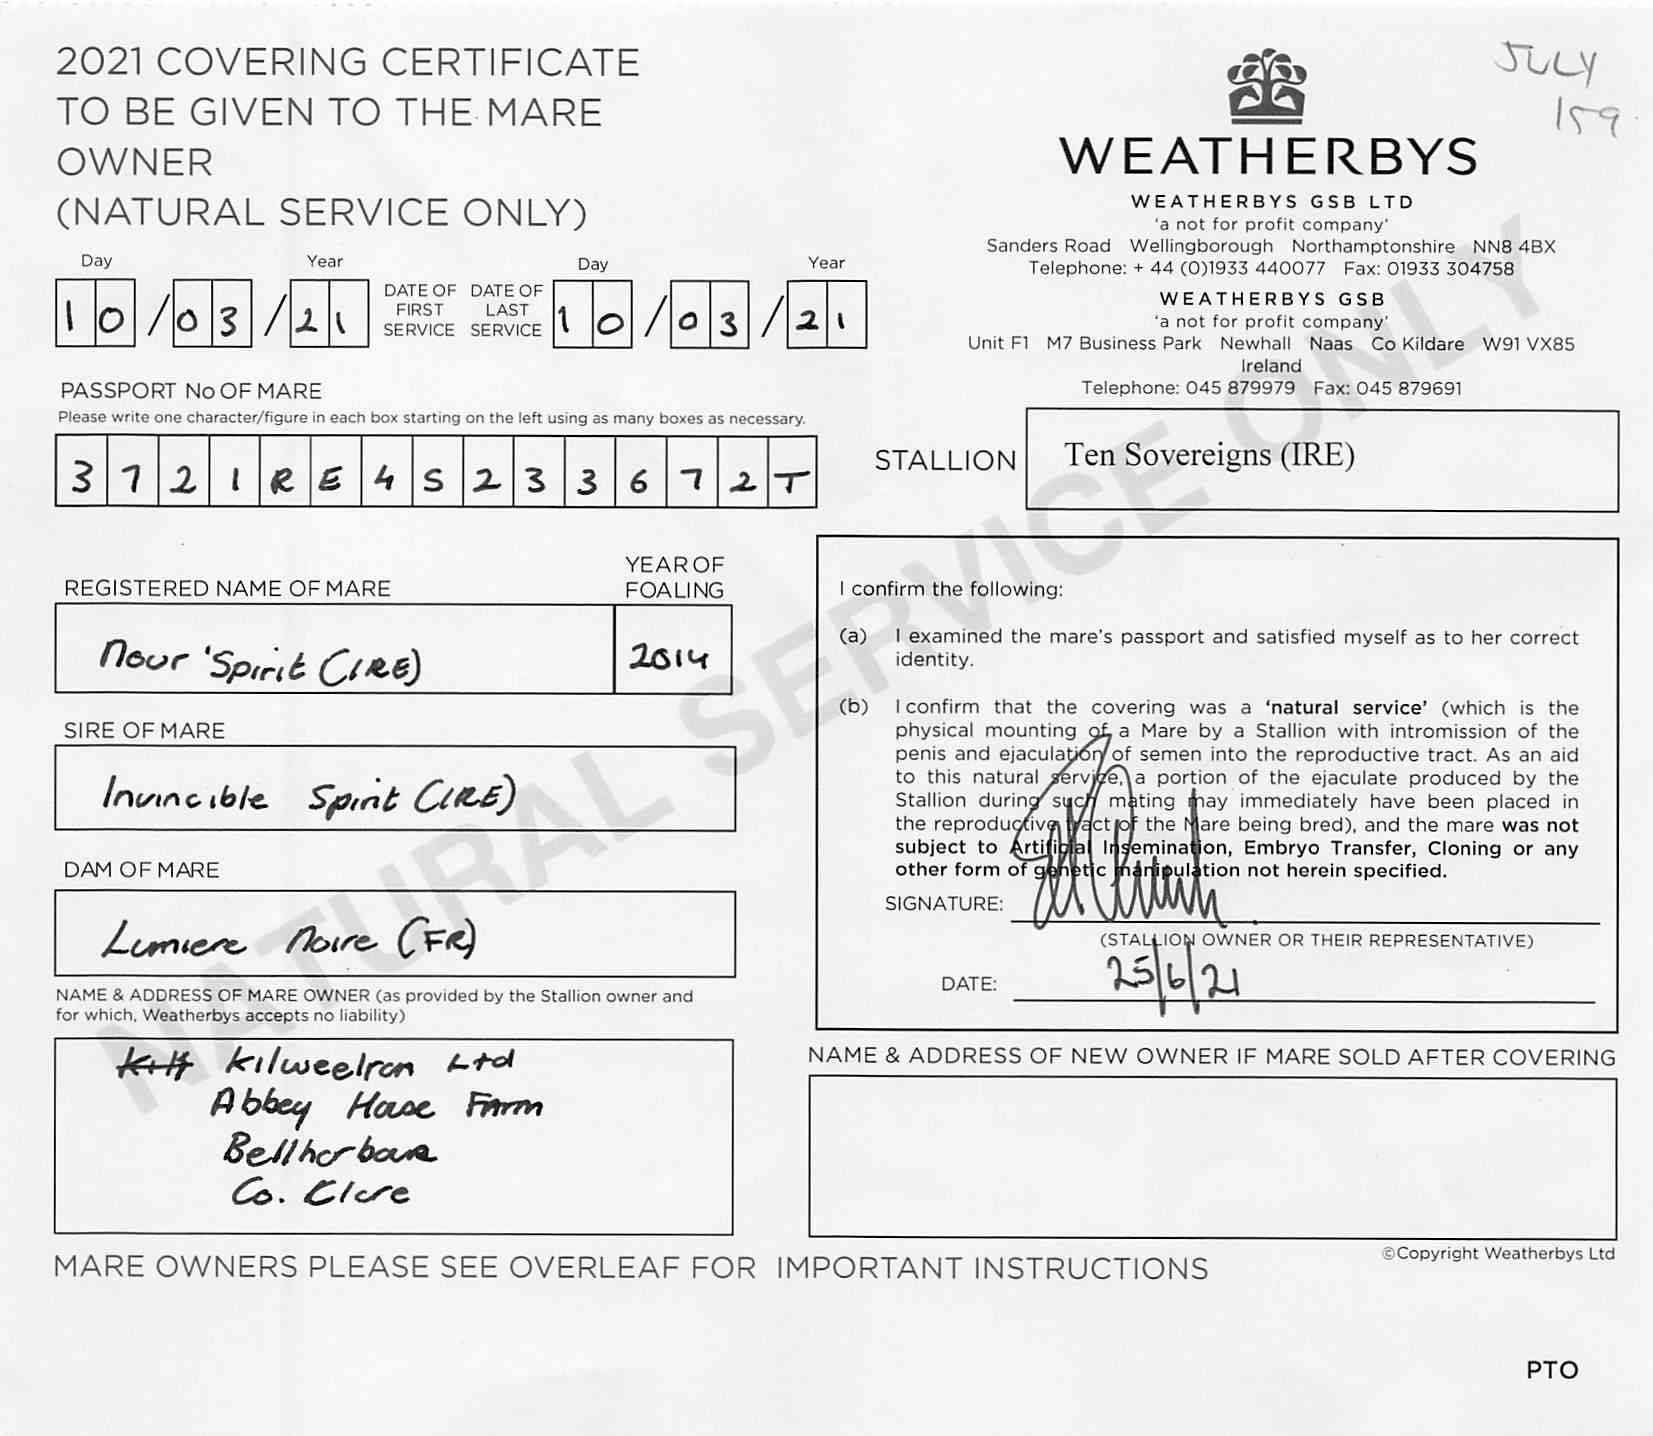 2021 COVERING CERTIFICATE
TO BE GIVEN TO THE MARE
OWNER
(NATURAL SERVICE ONLY)
JULY
159
WEATHERBYS
WEATHERBYS GSB LTD
'a not for profit company'
Sanders Road Wellingborough Northamptonshire NN8 4BX
Telephone: + 44 (0)1933 440077 Fax: 01933 304758
WEATHERBYS GSB
'a not for profit company'
Unit F1 M7 Business Park Newhall Naas Co Kildare W91 VX85
Ireland
Telephone: 045 879979 Fax: 045 879691
Day Year
10/03/21
DATE OF FIRST SERVICE
DATE OF LAST SERVICE
Day Year
10/03/21
PASSPORT No OF MARE
Please write one character/figure in each box starting on the left using as many boxes as necessary.
3721RE4S233672T
STALLION
Ten Sovereigns (IRE)
REGISTERED NAME OF MARE
YEAR OF
FOALING
Nour 'Spirit (IRE)
2014
SIRE OF MARE
Invincible Spirit (IRE)
DAM OF MARE
Lumiere Noire (FR)
NAME & ADDRESS OF MARE OWNER (as provided by the Stallion owner and
for which, Weatherbys accepts no liability)
Kilweelran Ltd
Abbey House Farm
Co. Clare
I confirm the following:
(a) I examined the mare's passport and satisfied myself as to her correct
identity.
(b) I confirm that the covering was a 'natural service' (which is the
physical mounting of a Mare by a Stallion with intromission of the
penis and ejaculation of semen into the reproductive tract. As an aid
to this natural service, a portion of the ejaculate produced by the
Stallion during such mating may immediately have been placed in
the reproductive tract of the Mare being bred), and the mare was not
subject to Artificial Insemination, Embryo Transfer, Cloning or any
other form of genetic manipulation not herein specified.
SIGNATURE:
(STALLION OWNER OR THEIR REPRESENTATIVE)
DATE: 25/6/21
NAME & ADDRESS OF NEW OWNER IF MARE SOLD AFTER COVERING
©Copyright Weatherbys Ltd
MARE OWNERS PLEASE SEE OVERLEAF FOR IMPORTANT INSTRUCTIONS
PTO
NATURAL SERVICE ONLY